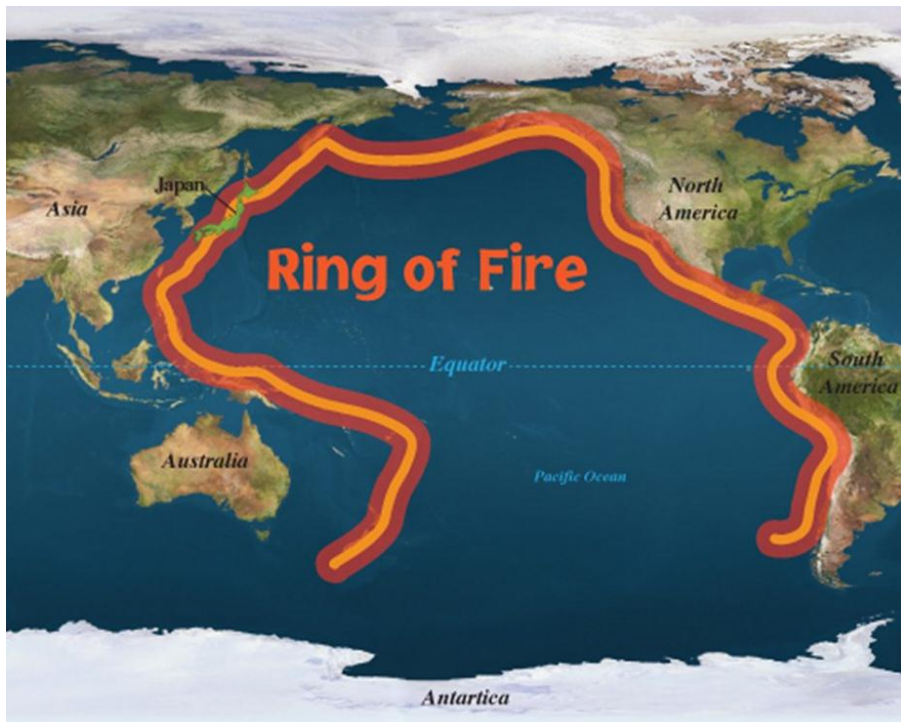 Japan
Asia
North
America
Ring of Fire
Equator
South
America
Australia
Pacific Ocean
Antartica